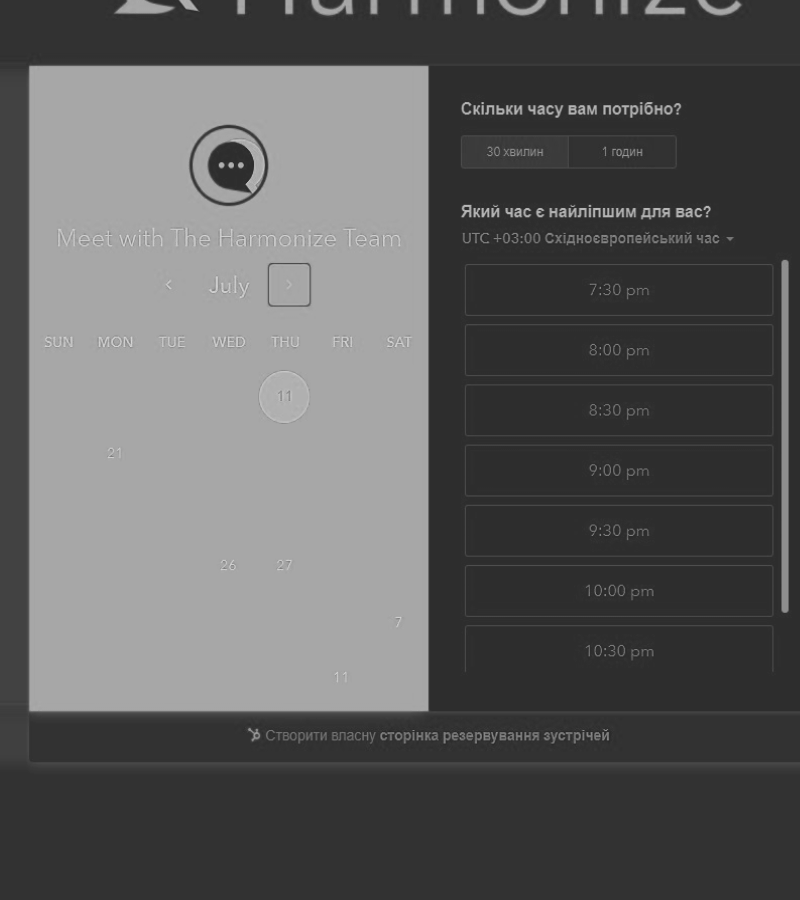 Harmonize
Meet with The Harmonize Team
July
SUN MON TUE WED THU FRI SAT
11
21
26 27
7
11
Скільки часу вам потрібно?
30 хвилин 1 годин
Який час є найліпшим для вас?
UTC +03:00 Східноєвропейський час
7:30 pm
8:00 pm
8:30 pm
9:00 pm
9:30 pm
10:00 pm
10:30 pm
Створити власну сторінка резервування зустрічей